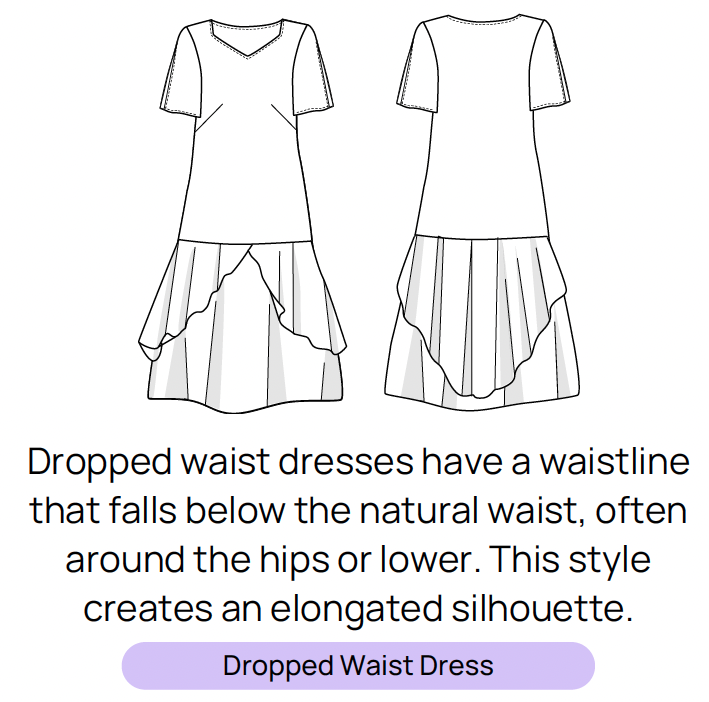 Dropped waist dresses have a waistline
that falls below the natural waist, often
around the hips or lower. This style
creates an elongated silhouette.
Dropped Waist Dress